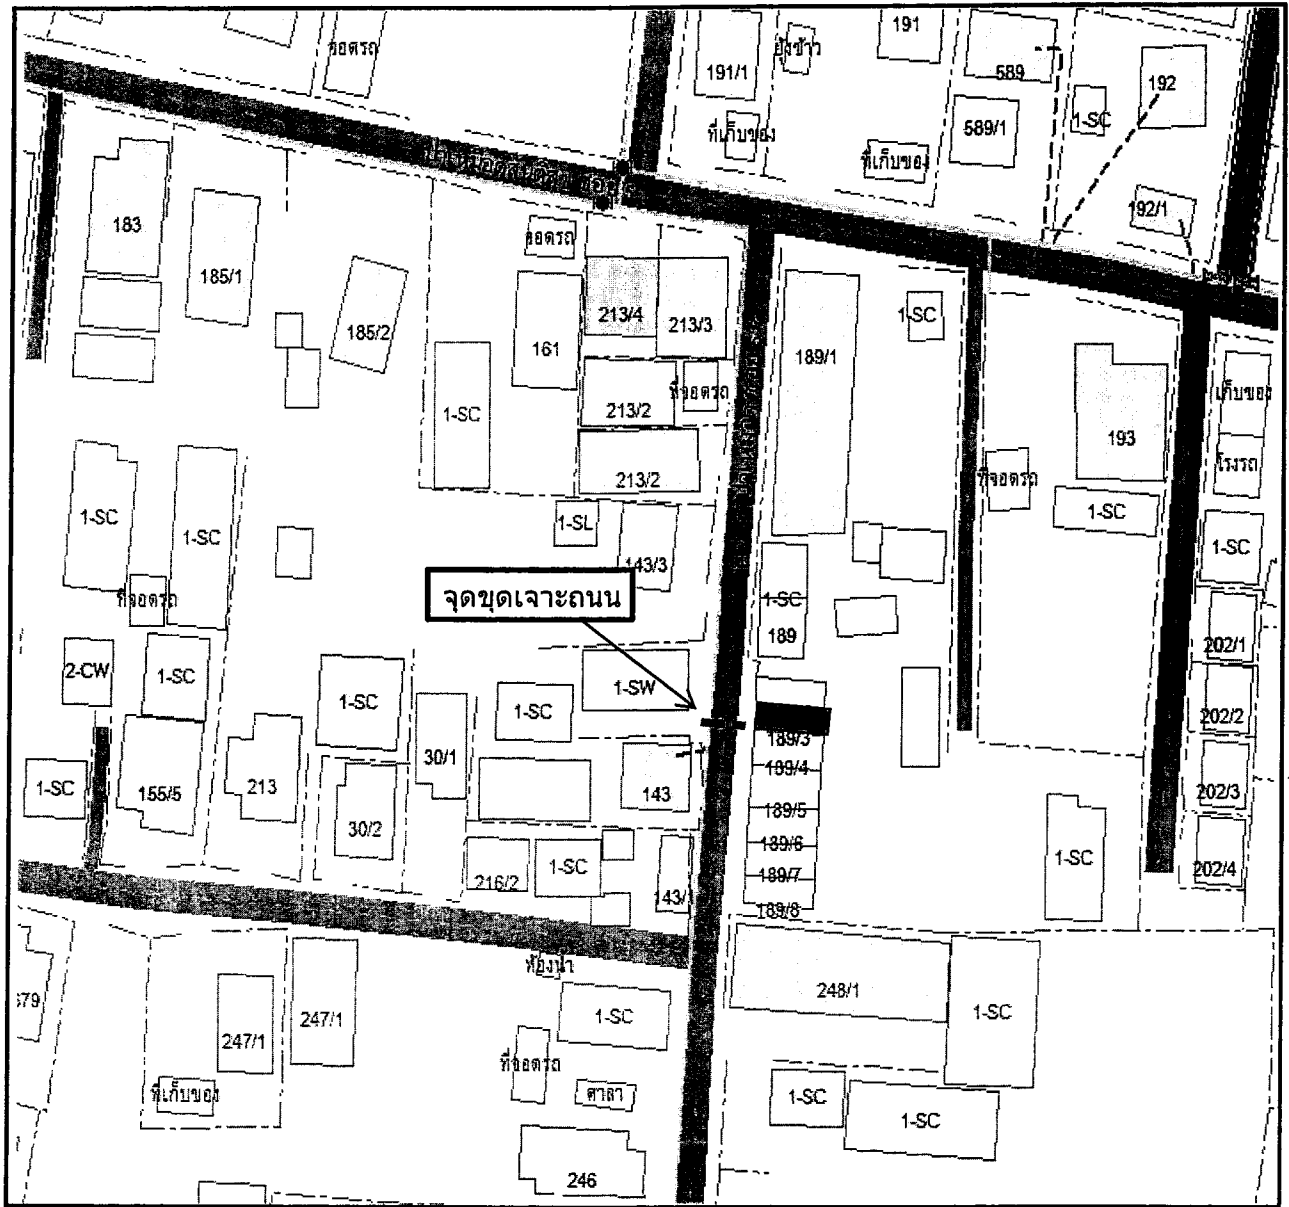 จอดรถ
191/1
ยุ้งข้าว
191
589
192
1-SC
ที่เก็บของ
589/1
ที่เก็บของ
192/1
183
185/1
185/2
จอดรถ
161
213/4
213/3
189/1
1-SC
1-SC
213/2
ที่จอดรถ
213/2
193
เก็บของ
โรงรถ
ที่จอดรถ
1-SC
1-SC
1-SC
1-SL
143/3
1-SC
ที่จอดรถ
จุดขุดเจาะถนน
1-SC
189
202/1
2-CW
1-SC
1-SC
1-SC
1-SW
202/2
189/3
30/1
189/4
1-SC
155/5
213
143
202/3
189/5
30/2
189/6
1-SC
202/4
216/2
1-SC
189/7
143/1
189/8
ห้องน้ำ
248/1
1-SC
247/1
247/1
1-SC
ที่จอดรถ
ที่เก็บของ
ศาลา
1-SC
1-SC
246